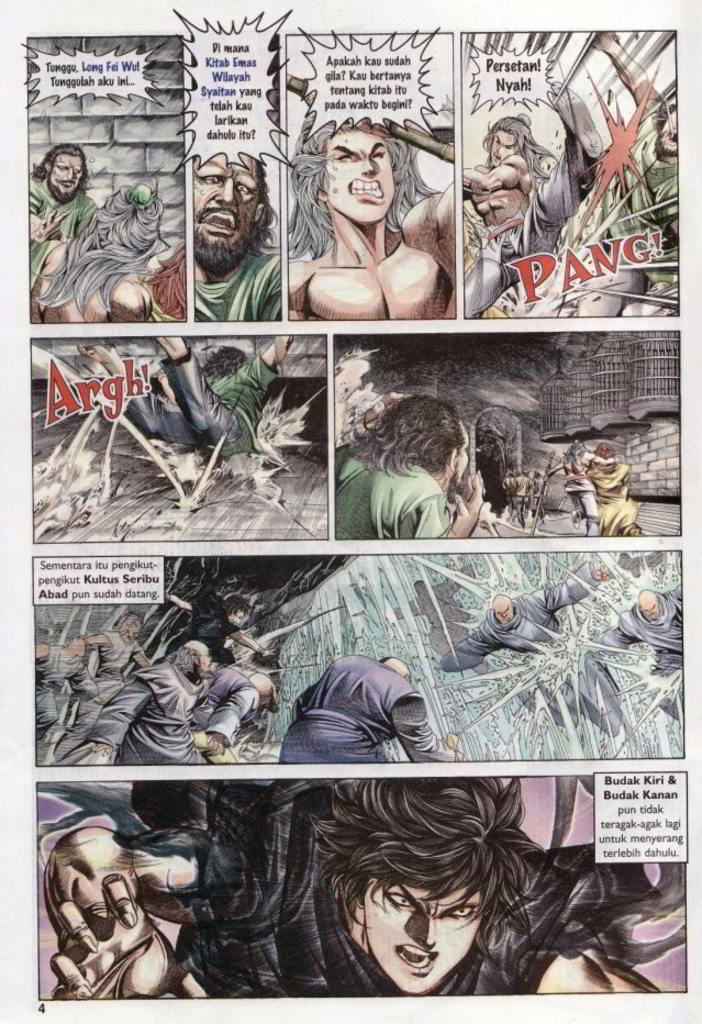 Tunggu, Long Fei Wu!
Tunggulah aku ini...
Di mana
Kitab Emas
Wilayah
Syaitan yang
telah kau
larikan
dahulu itu?
Apakah kau sudah
gila? Kau bertanya
tentang kitab itu
pada waktu begini?
Persetan!
Nyah!
PANG!
Argh!
Sementara itu pengikut-
pengikut Kultus Seribu
Abad pun sudah datang.
Budak Kiri &
Budak Kanan
pun tidak
teragak-agak lagi
untuk menyerang
terlebih dahulu.
4